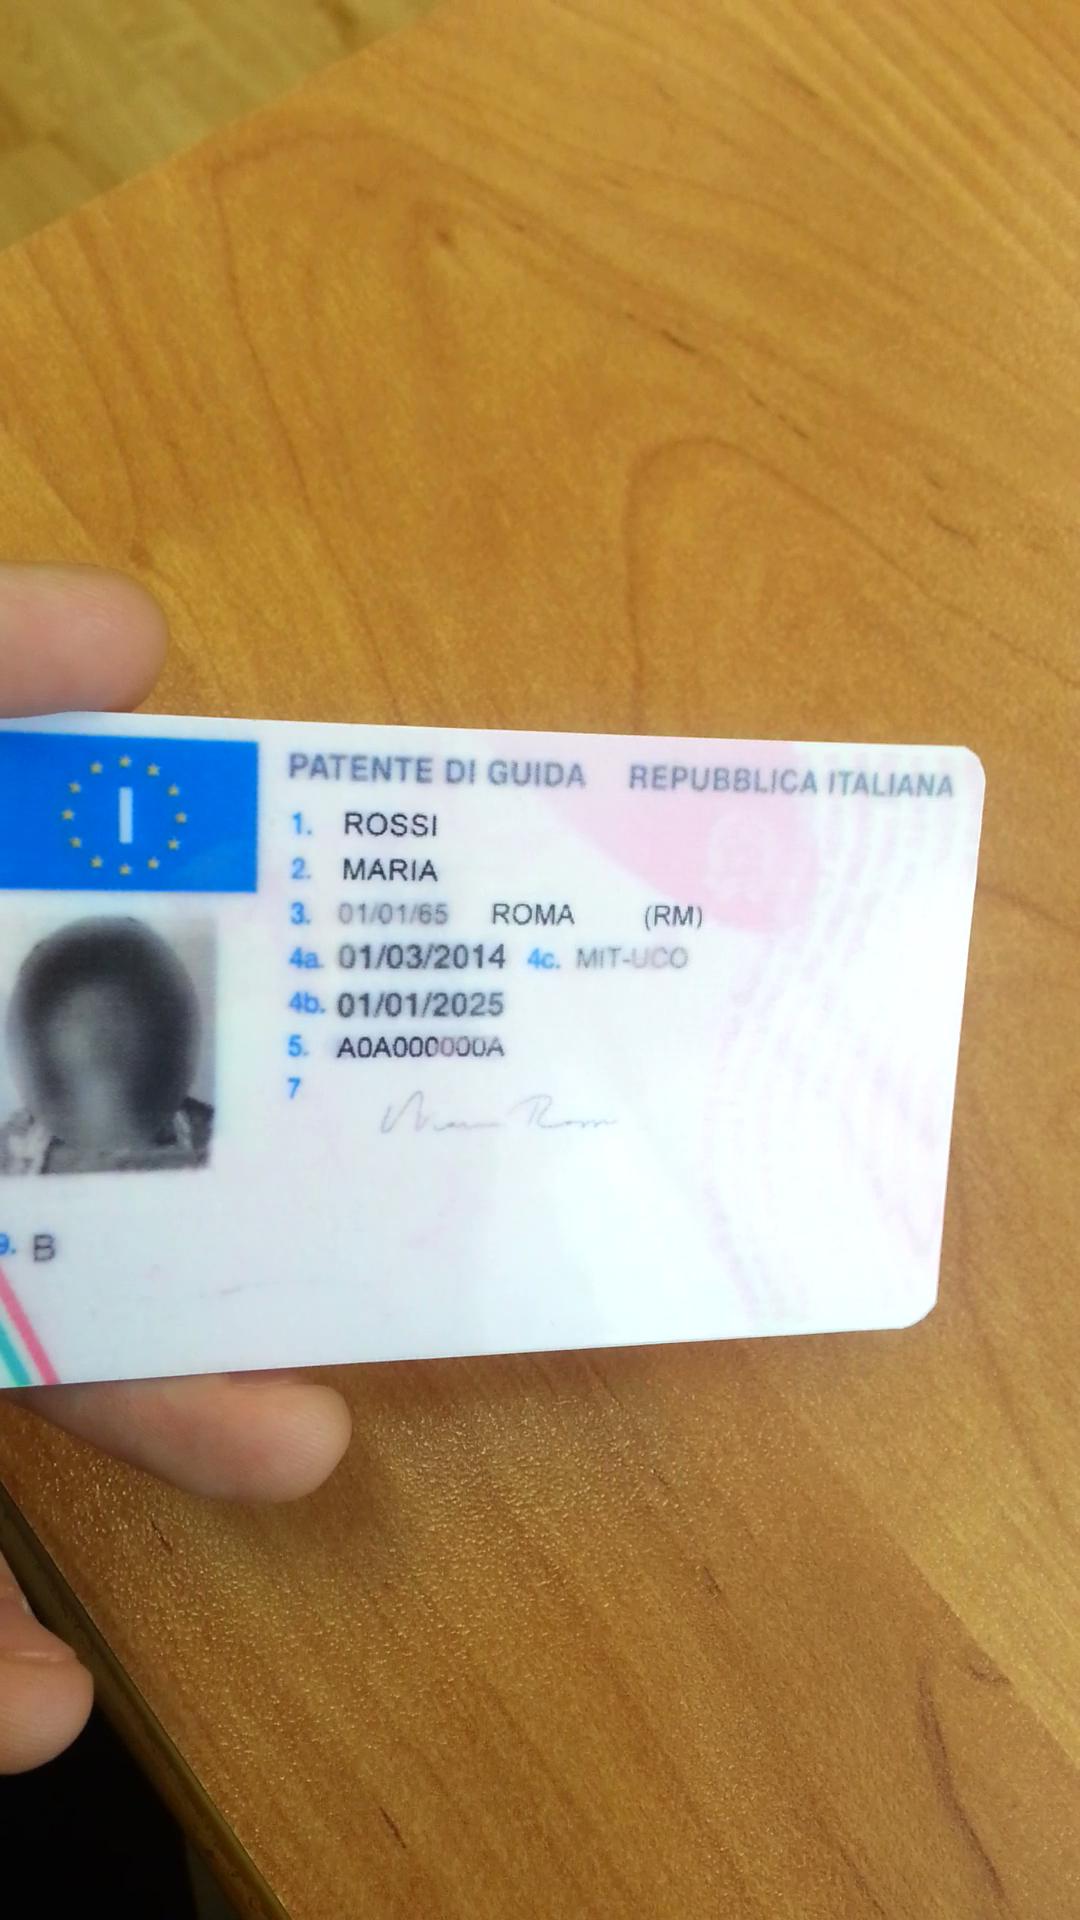 I
PATENTE DI GUIDA REPUBBLICA ITALIANA
1. ROSSI
2. MARIA
3. 01/01/65 ROMA (RM)
4a. 01/03/2014 4c. MIT-UCO
4b. 01/01/2025
5. A0A000000A
7
Maria Rossi
9. B